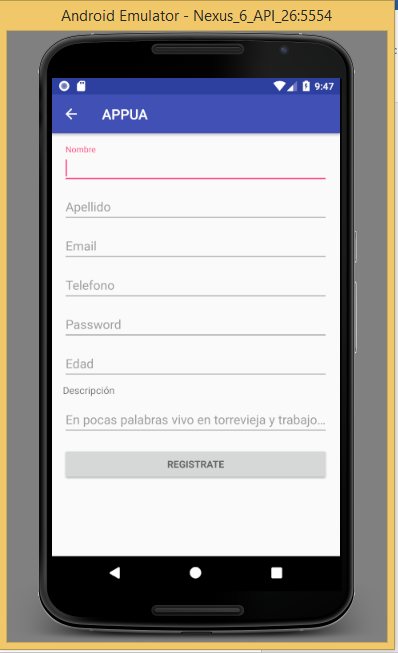 Android Emulator - Nexus_6_API_26:5554
9:47
APPUA
Nombre
Apellido
Email
Telefono
Password
Edad
Descripción
En pocas palabras vivo en torrevieja y trabajo...
REGISTRATE